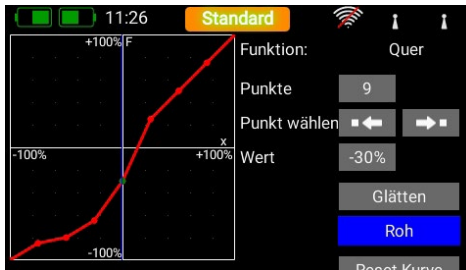 11:26 Standard
+100% F
Funktion: Quer
Punkte 9
Punkt wählen
x
-100% +100%
Wert -30%
Glätten
Roh
-100%
Reset Kurve